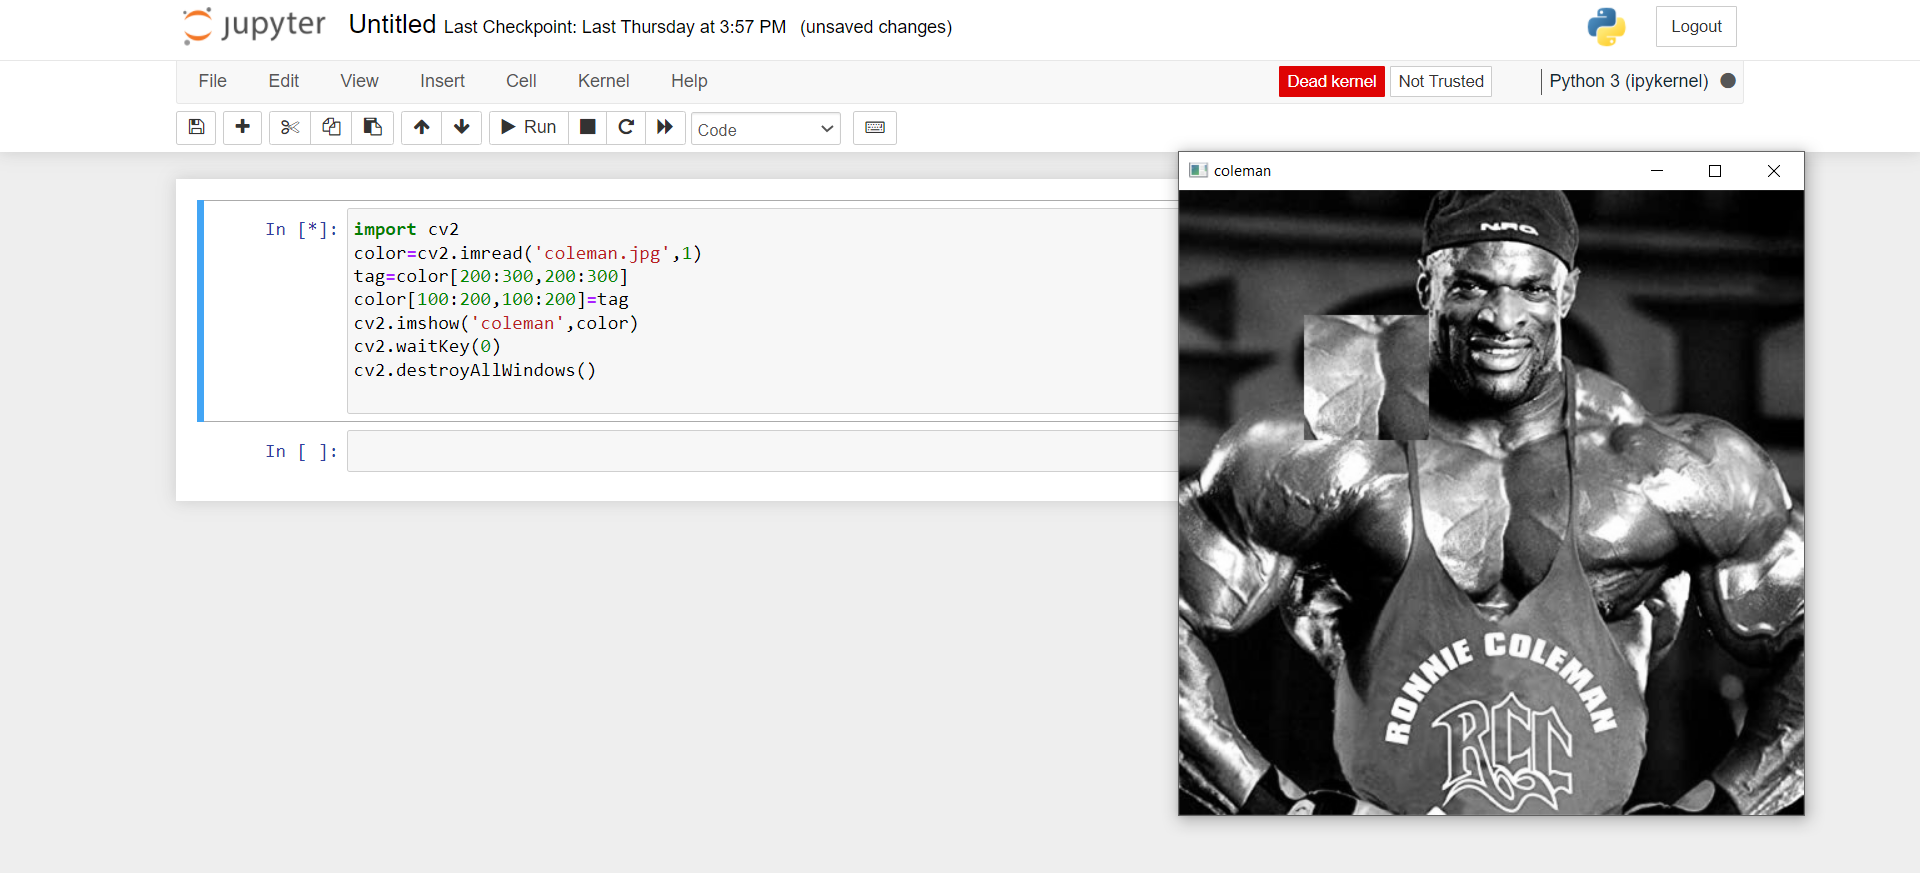 jupyter Untitled Last Checkpoint: Last Thursday at 3:57 PM (unsaved changes) Logout
File Edit View Insert Cell Kernel Help Dead kernel Not Trusted Python 3 (ipykernel)
Run Code
coleman
In [*]: import cv2
color=cv2.imread('coleman.jpg',1)
tag=color[200:300,200:300]
color[100:200,100:200]=tag
cv2.imshow('coleman',color)
cv2.waitKey(0)
cv2.destroyAllWindows()
In [ ]:
NRG
RONNIE COLEMAN
RCC